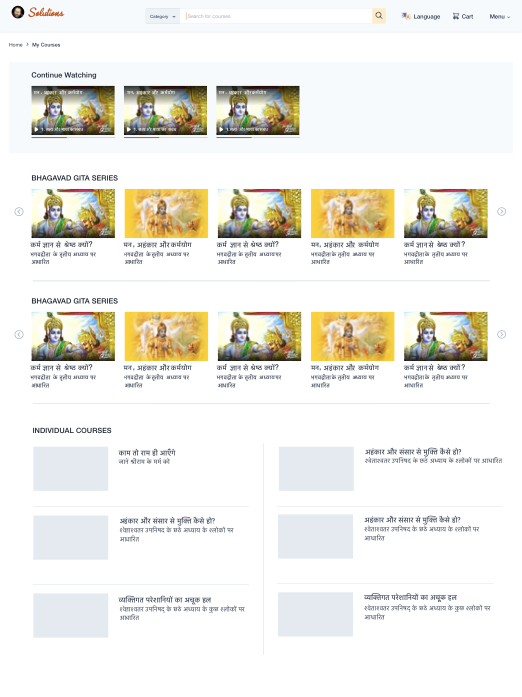 Solutions
Category
Search for courses
Language
Cart
Menu
Home > My Courses
Continue Watching
मन, अहंकार और कर्मयोग
मन, अहंकार और कर्मयोग
मन, अहंकार और कर्मयोग
BHAGAVAD GITA SERIES
कर्म ज्ञान से श्रेष्ठ क्यों?
भगवद्गीता के तृतीय अध्याय पर
आधारित
मन, अहंकार और कर्मयोग
भगवद्गीता के तृतीय अध्याय पर
आधारित
कर्म ज्ञान से श्रेष्ठ क्यों?
भगवद्गीता के तृतीय अध्याय पर
आधारित
मन, अहंकार और कर्मयोग
भगवद्गीता के तृतीय अध्याय पर
आधारित
कर्म ज्ञान से श्रेष्ठ क्यों?
भगवद्गीता के तृतीय अध्याय पर
आधारित
BHAGAVAD GITA SERIES
कर्म ज्ञान से श्रेष्ठ क्यों?
भगवद्गीता के तृतीय अध्याय पर
आधारित
मन, अहंकार और कर्मयोग
भगवद्गीता के तृतीय अध्याय पर
आधारित
कर्म ज्ञान से श्रेष्ठ क्यों?
भगवद्गीता के तृतीय अध्याय पर
आधारित
मन, अहंकार और कर्मयोग
भगवद्गीता के तृतीय अध्याय पर
आधारित
कर्म ज्ञान से श्रेष्ठ क्यों?
भगवद्गीता के तृतीय अध्याय पर
आधारित
INDIVIDUAL COURSES
काम तो राम ही आएँगे
जानें श्रीराम के मर्म को
अहंकार और संसार से मुक्ति कैसे हो?
श्वेताश्वतर उपनिषद के छठे अध्याय के श्लोकों पर आधारित
अहंकार और संसार से मुक्ति कैसे हो?
श्वेताश्वतर उपनिषद के छठे अध्याय के श्लोकों पर
आधारित
अहंकार और संसार से मुक्ति कैसे हो?
श्वेताश्वतर उपनिषद के छठे अध्याय के श्लोकों पर
आधारित
व्यक्तिगत परेशानियों का अचूक हल
श्वेताश्वतर उपनिषद के छठे अध्याय के कुछ श्लोकों पर
आधारित
व्यक्तिगत परेशानियों का अचूक हल
श्वेताश्वतर उपनिषद् के छठे अध्याय के कुछ श्लोकों पर
आधारित